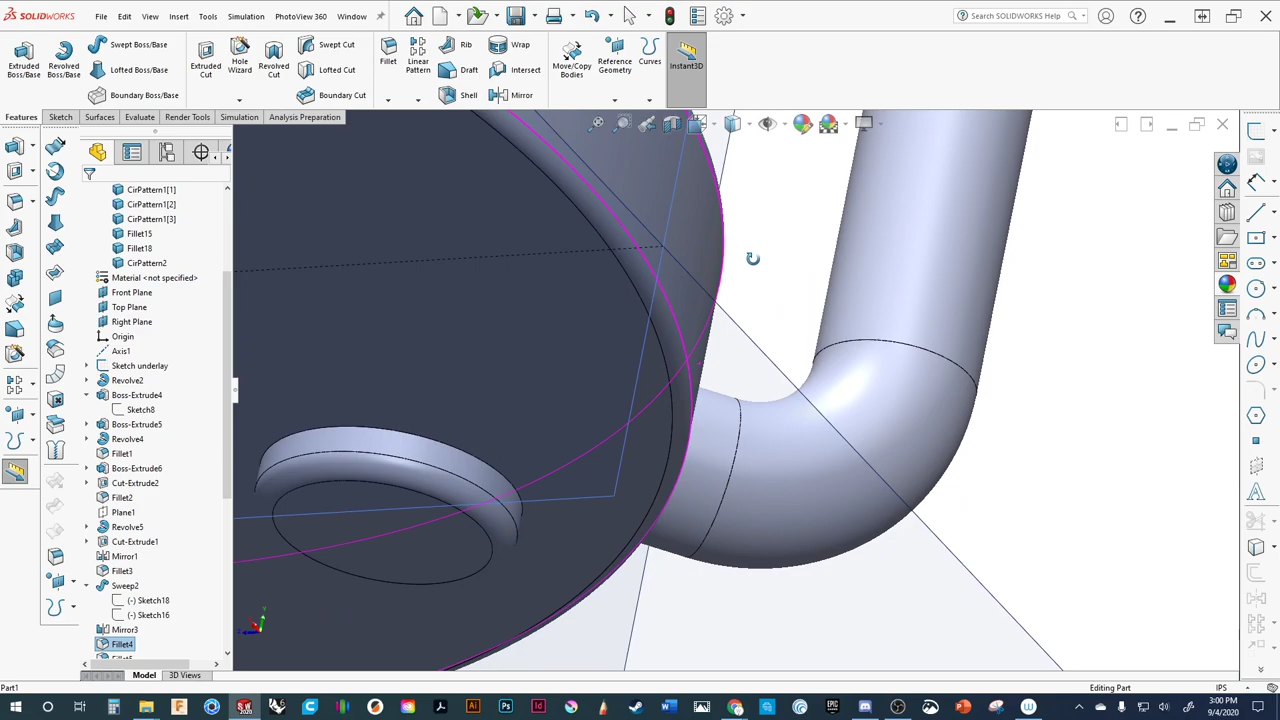 SOLIDWORKS File Edit View Insert Tools Simulation PhotoView 360 Window Search SOLIDWORKS Help
Extruded Boss/Base
Revolved Boss/Base
Swept Boss/Base
Lofted Boss/Base
Boundary Boss/Base
Extruded Cut
Hole Wizard
Revolved Cut
Swept Cut
Lofted Cut
Boundary Cut
Fillet
Linear Pattern
Rib
Draft
Shell
Wrap
Intersect
Mirror
Move/Copy Bodies
Reference Geometry
Curves
Instant3D
Features Sketch Surfaces Evaluate Render Tools Simulation Analysis Preparation
CirPattern1[1]
CirPattern1[2]
CirPattern1[3]
Fillet15
Fillet18
CirPattern2
Material <not specified>
Front Plane
Top Plane
Right Plane
Origin
Axis1
Sketch underlay
Revolve2
Boss-Extrude4
Sketch8
Boss-Extrude5
Revolve4
Fillet1
Boss-Extrude6
Cut-Extrude2
Fillet2
Plane1
Revolve5
Cut-Extrude1
Mirror1
Fillet3
Sweep2
(-) Sketch18
(-) Sketch16
Mirror3
Fillet4
Model 3D Views
Part1 Editing Part IPS
3:00 PM
9/4/2020